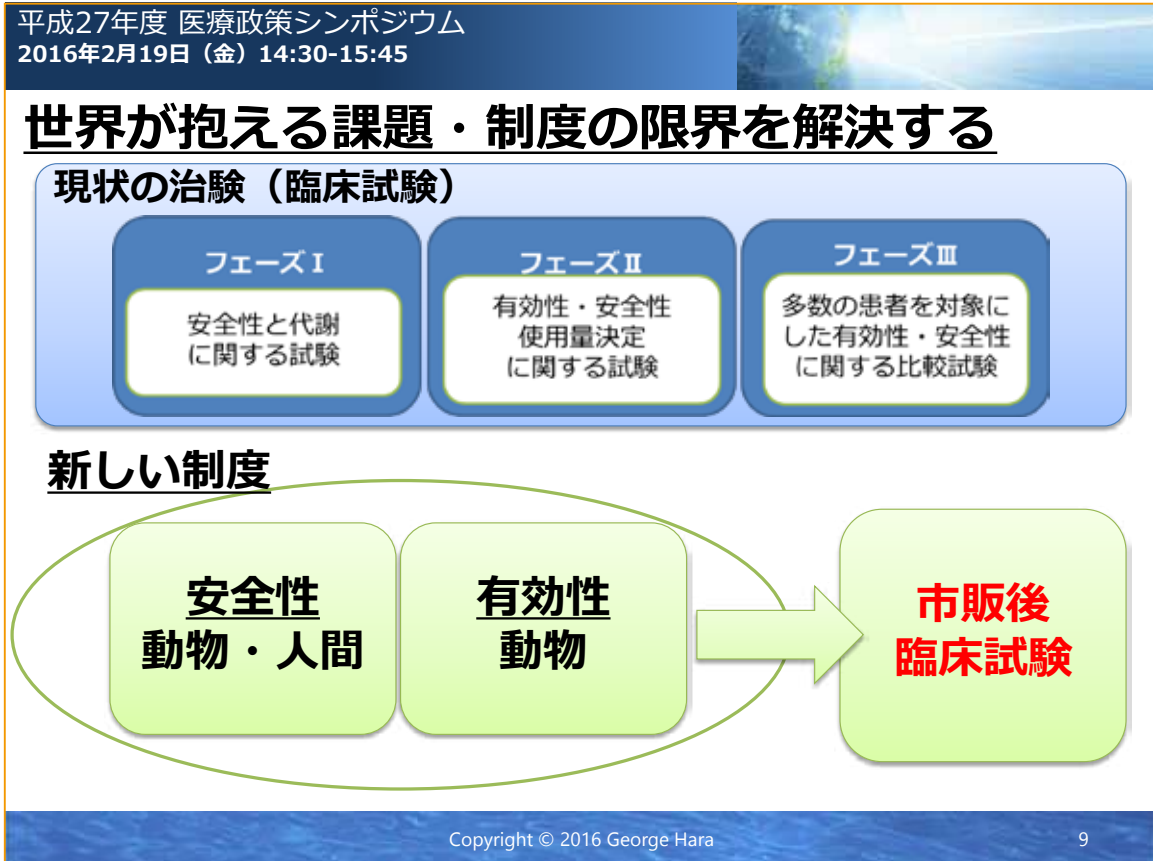 平成27年度 医療政策シンポジウム
2016年2月19日（金）14:30-15:45
世界が抱える課題・制度の限界を解決する
現状の治験（臨床試験）
フェーズⅠ
安全性と代謝
に関する試験
フェーズⅡ
有効性・安全性
使用量決定
に関する試験
フェーズⅢ
多数の患者を対象に
した有効性・安全性
に関する比較試験
新しい制度
安全性
動物・人間
有効性
動物
市販後
臨床試験
Copyright © 2016 George Hara
9